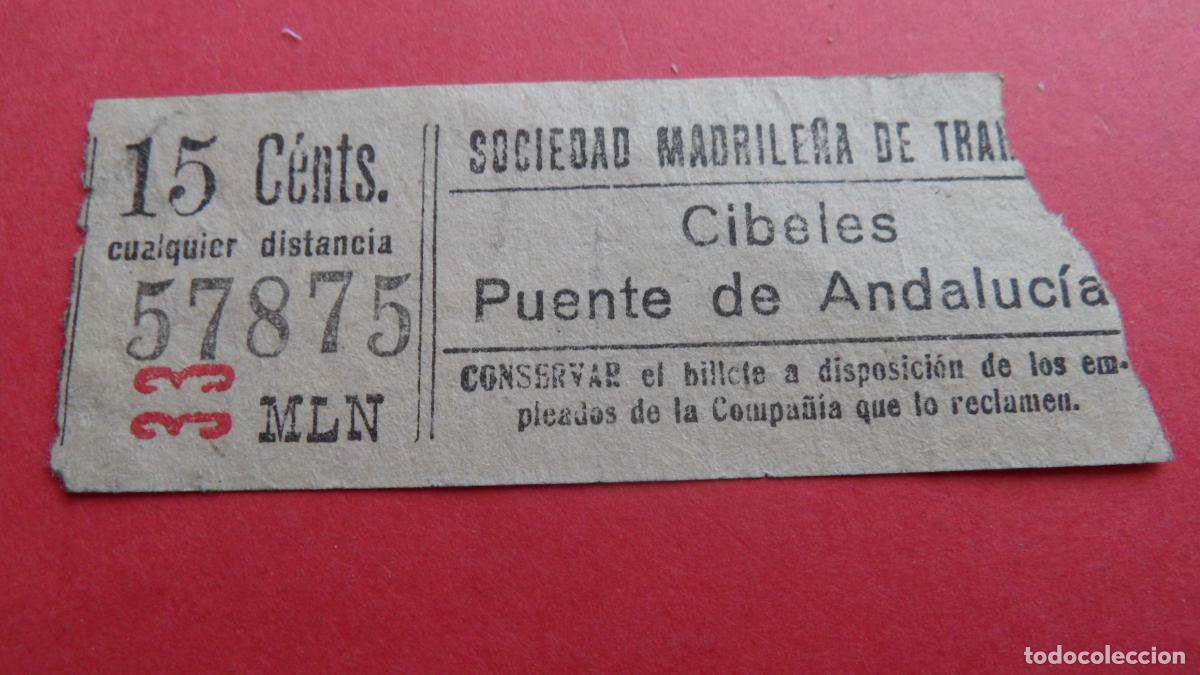 15 Cénts.
cualquier distancia
57875
33 MLN
SOCIEDAD MADRILEÑA DE TRA
Cibeles
Puente de Andalucía
CONSERVAR el billete a disposición de los em-
pleados de la Compañía que lo reclamen.
todocoleccion